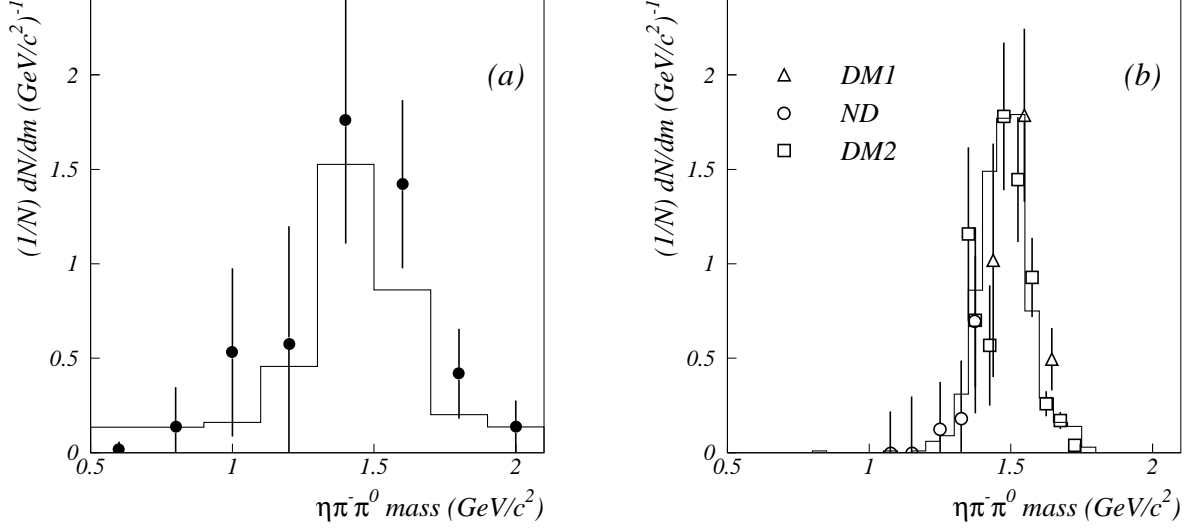 (1/N) dN/dm (GeV/c²)⁻¹
2
1.5
1
0.5
0
(a)
0.5 1 1.5 2
ηπ⁻π⁰ mass (GeV/c²)
(1/N) dN/dm (GeV/c²)⁻¹
2
1.5
1
0.5
0
(b)
DM1
ND
DM2
0.5 1 1.5 2
ηπ⁻π⁰ mass (GeV/c²)